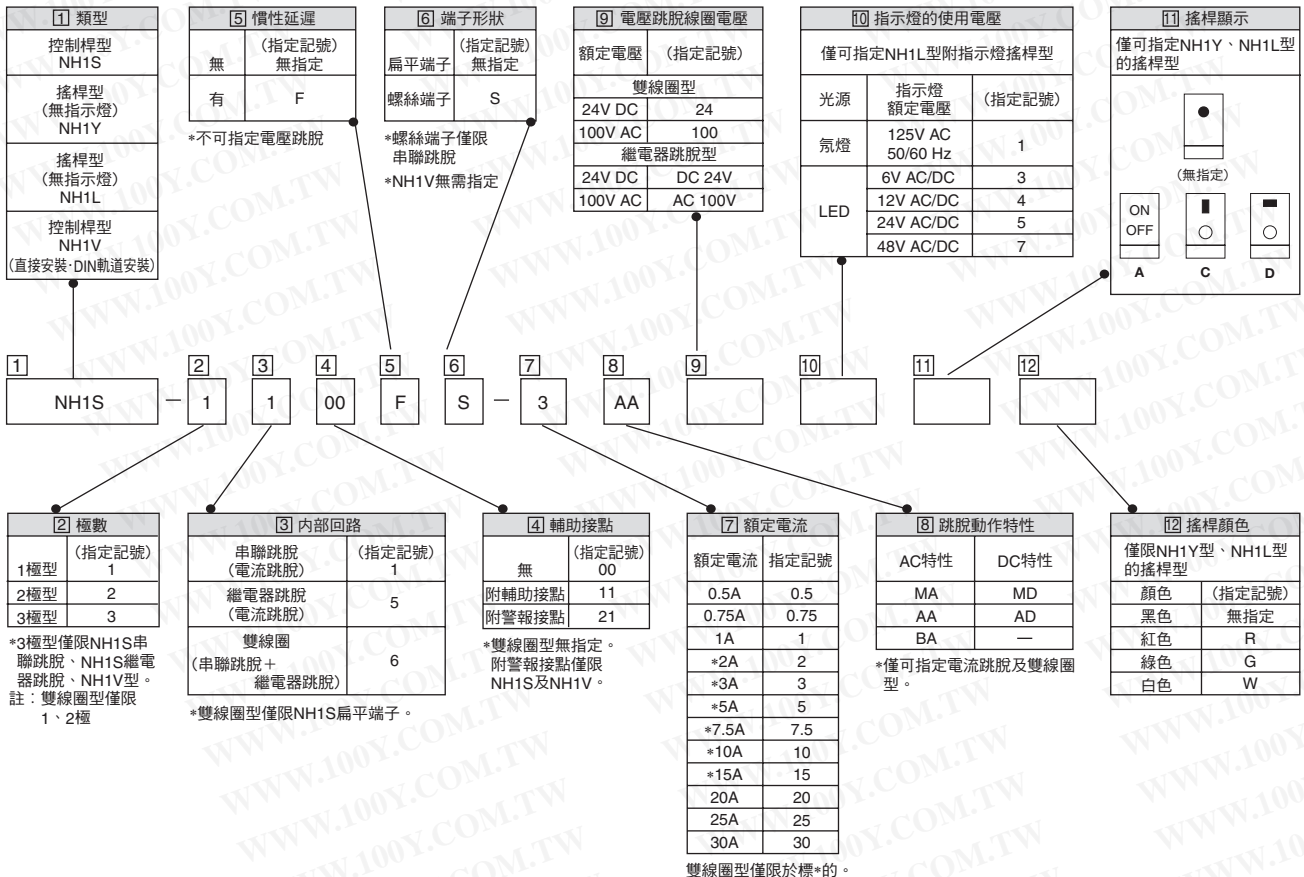 1 類型
控制桿型
NH1S
搖桿型
(無指示燈)
NH1Y
搖桿型
(無指示燈)
NH1L
控制桿型
NH1V
(直接安裝·DIN軌道安裝)
5 慣性延遲
(指定記號)
無 無指定
有 F
*不可指定電壓跳脫
6 端子形狀
(指定記號)
扁平端子 無指定
螺絲端子 S
*螺絲端子僅限
串聯跳脫
*NH1V無需指定
9 電壓跳脫線圈電壓
額定電壓 (指定記號)
雙線圈型
24V DC 24
100V AC 100
繼電器跳脫型
24V DC DC 24V
100V AC AC 100V
10 指示燈的使用電壓
僅可指定NH1L型附指示燈搖桿型
光源 指示燈 額定電壓 (指定記號)
氖燈 125V AC 50/60 Hz 1
LED
6V AC/DC 3
12V AC/DC 4
24V AC/DC 5
48V AC/DC 7
11 搖桿顯示
僅可指定NH1Y、NH1L型
的搖桿型
(無指定)
ON
OFF
A C D
1 2 3 4 5 6 7 8 9 10 11 12
NH1S － 1 1 00 F S － 3 AA
2 極數
(指定記號)
1極型 1
2極型 2
3極型 3
*3極型僅限NH1S串
聯跳脫、NH1S繼電
器跳脫、NH1V型。
註：雙線圈型僅限
1、2極
3 內部回路
串聯跳脫 (指定記號)
(電流跳脫) 1
繼電器跳脫
(電流跳脫) 5
雙線圈
(串聯跳脫＋ 6
繼電器跳脫)
*雙線圈型僅限NH1S扁平端子。
4 輔助接點
(指定記號)
無 00
附輔助接點 11
附警報接點 21
*雙線圈型無指定。
附警報接點僅限
NH1S及NH1V。
7 額定電流
額定電流 指定記號
0.5A 0.5
0.75A 0.75
1A 1
*2A 2
*3A 3
*5A 5
*7.5A 7.5
*10A 10
*15A 15
20A 20
25A 25
30A 30
雙線圈型僅限於標*的。
8 跳脫動作特性
AC特性 DC特性
MA MD
AA AD
BA —
*僅可指定電流跳脫及雙線圈
型。
12 搖桿顏色
僅限NH1Y型、NH1L型
的搖桿型
顏色 (指定記號)
黑色 無指定
紅色 R
綠色 G
白色 W
WWW.100Y.COM.TW